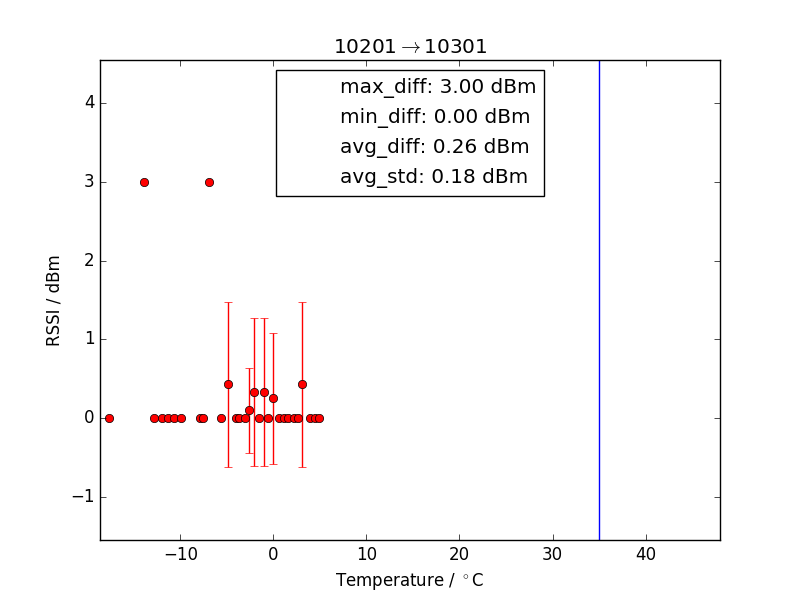 10201→10301
max_diff: 3.00 dBm
min_diff: 0.00 dBm
avg_diff: 0.26 dBm
avg_std: 0.18 dBm
4
3
2
1
0
−1
RSSI / dBm
−10 0 10 20 30 40
Temperature / °C